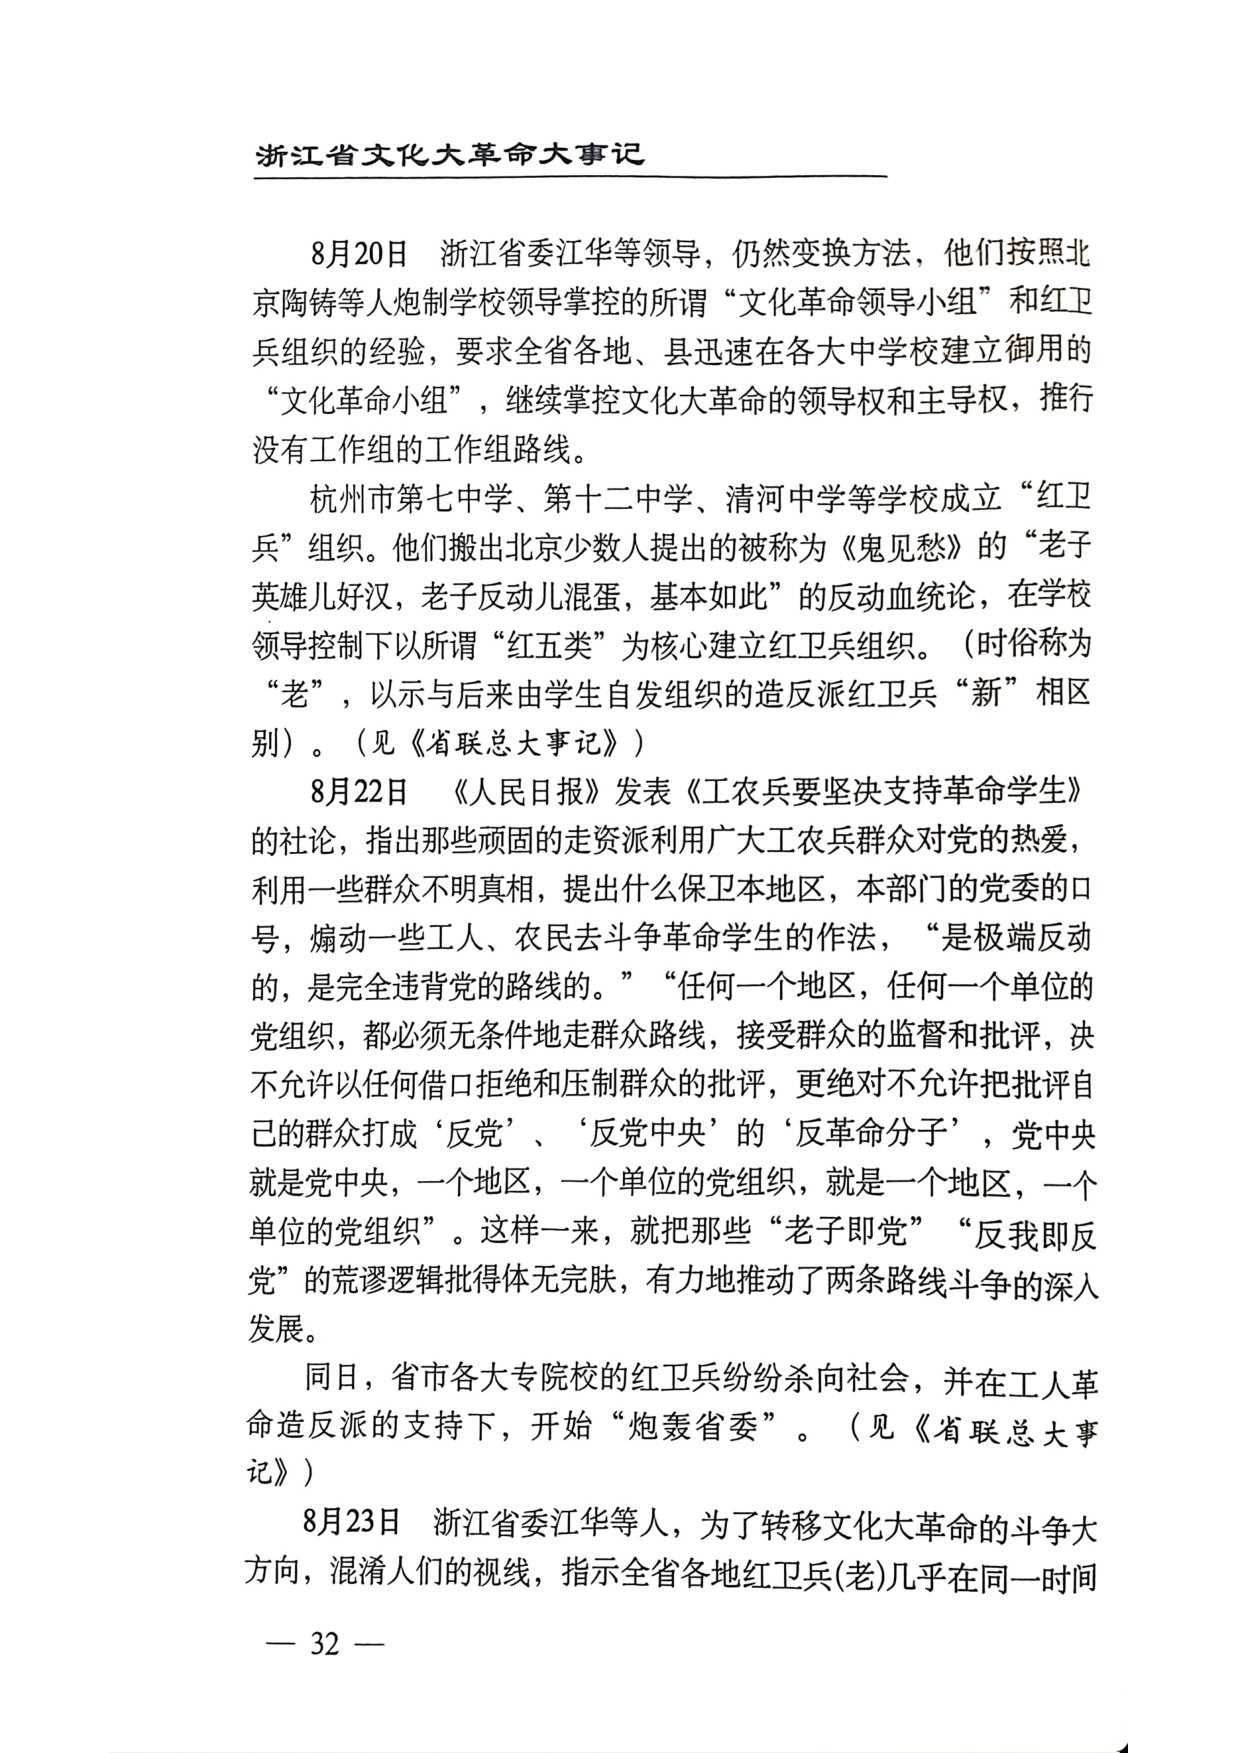 浙江省文化大革命大事记
8月20日　浙江省委江华等领导，仍然变换方法，他们按照北
京陶铸等人炮制学校领导掌控的所谓“文化革命领导小组”和红卫
兵组织的经验，要求全省各地、县迅速在各大中学校建立御用的
“文化革命小组”，继续掌控文化大革命的领导权和主导权，推行
没有工作组的工作组路线。
杭州市第七中学、第十二中学、清河中学等学校成立“红卫
兵”组织。他们搬出北京少数人提出的被称为《鬼见愁》的“老子
英雄儿好汉，老子反动儿混蛋，基本如此”的反动血统论，在学校
领导控制下以所谓“红五类”为核心建立红卫兵组织。（时俗称为
“老”，以示与后来由学生自发组织的造反派红卫兵“新”相区
别）。（见《省联总大事记》）
8月22日　《人民日报》发表《工农兵要坚决支持革命学生》
的社论，指出那些顽固的走资派利用广大工农兵群众对党的热爱，
利用一些群众不明真相，提出什么保卫本地区，本部门的党委的口
号，煽动一些工人、农民去斗争革命学生的作法，“是极端反动
的，是完全违背党的路线的。”“任何一个地区，任何一个单位的
党组织，都必须无条件地走群众路线，接受群众的监督和批评，决
不允许以任何借口拒绝和压制群众的批评，更绝对不允许把批评自
己的群众打成‘反党’、‘反党中央’的‘反革命分子’，党中央
就是党中央，一个地区，一个单位的党组织，就是一个地区，一个
单位的党组织”。这样一来，就把那些“老子即党”“反我即反
党”的荒谬逻辑批得体无完肤，有力地推动了两条路线斗争的深入
发展。
同日，省市各大专院校的红卫兵纷纷杀向社会，并在工人革
命造反派的支持下，开始“炮轰省委”。（见《省联总大事
记》）
8月23日　浙江省委江华等人，为了转移文化大革命的斗争大
方向，混淆人们的视线，指示全省各地红卫兵(老)几乎在同一时间
— 32 —